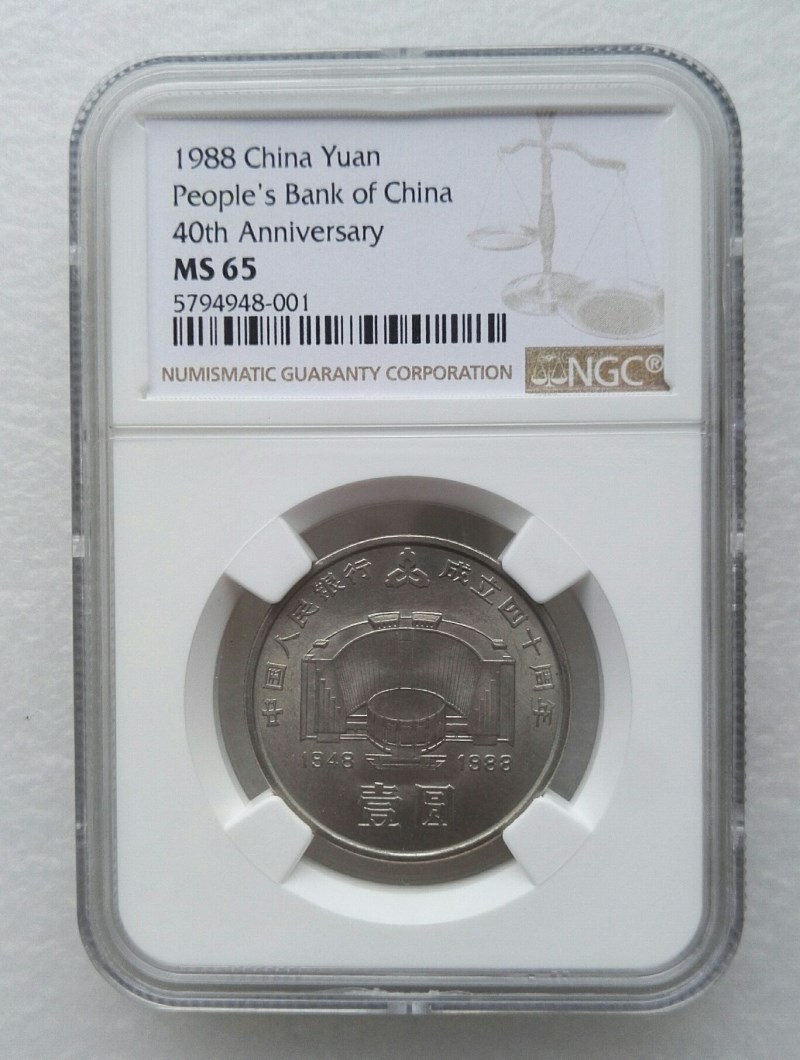 1988 China Yuan
People's Bank of China
40th Anniversary
MS 65
5794948-001
NUMISMATIC GUARANTY CORPORATION
NGC®
中国人民银行 成立四十周年
1948 1988
壹圆